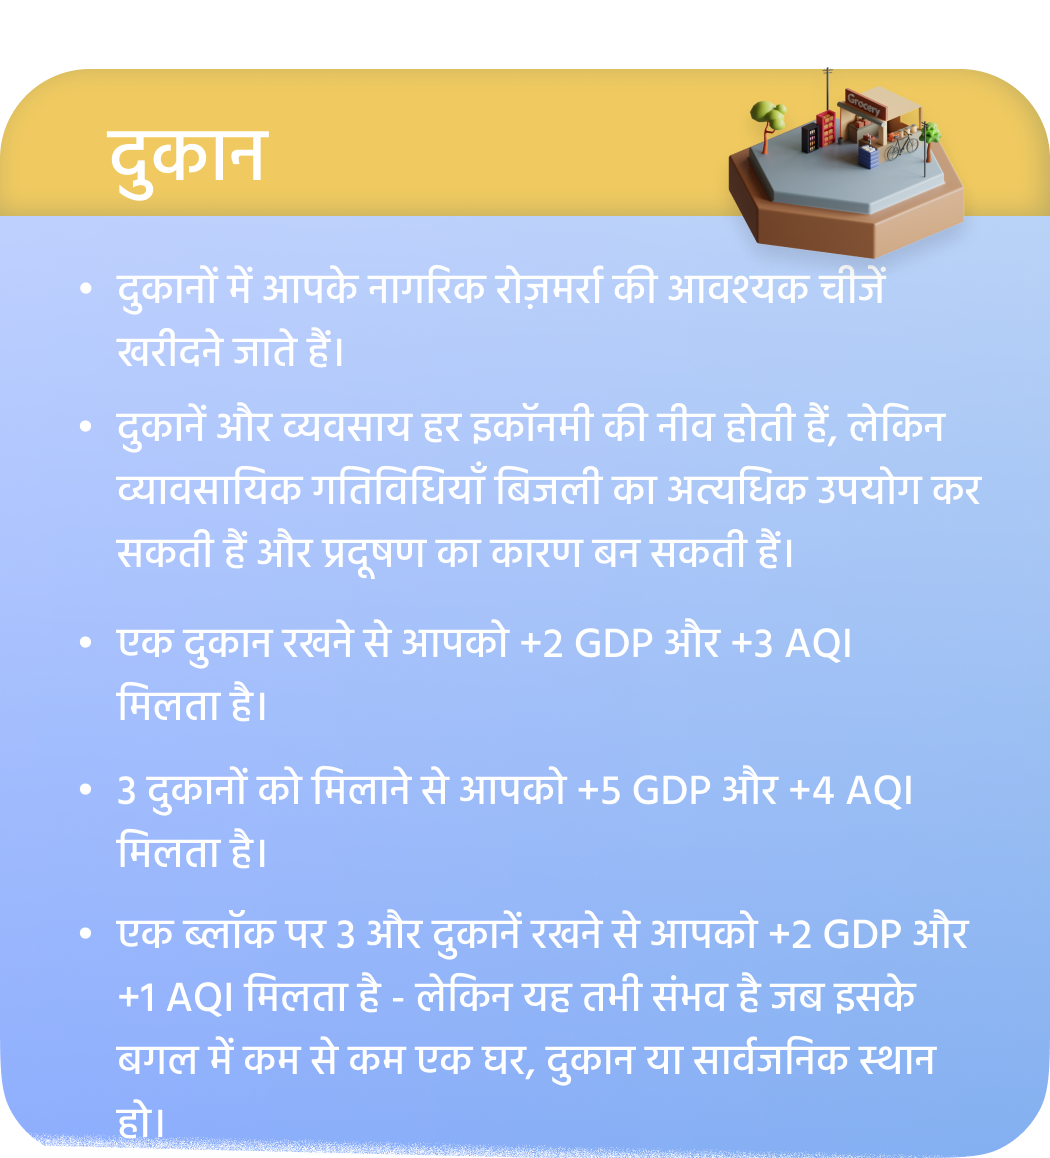 दुकान
Grocery
• दुकानों में आपके नागरिक रोज़मर्रा की आवश्यक चीजें
खरीदने जाते हैं।
• दुकानें और व्यवसाय हर इकॉनमी की नीव होती हैं, लेकिन
व्यावसायिक गतिविधियाँ बिजली का अत्यधिक उपयोग कर
सकती हैं और प्रदूषण का कारण बन सकती हैं।
• एक दुकान रखने से आपको +2 GDP और +3 AQI
मिलता है।
• 3 दुकानों को मिलाने से आपको +5 GDP और +4 AQI
मिलता है।
• एक ब्लॉक पर 3 और दुकानें रखने से आपको +2 GDP और
+1 AQI मिलता है - लेकिन यह तभी संभव है जब इसके
बगल में कम से कम एक घर, दुकान या सार्वजनिक स्थान
हो।